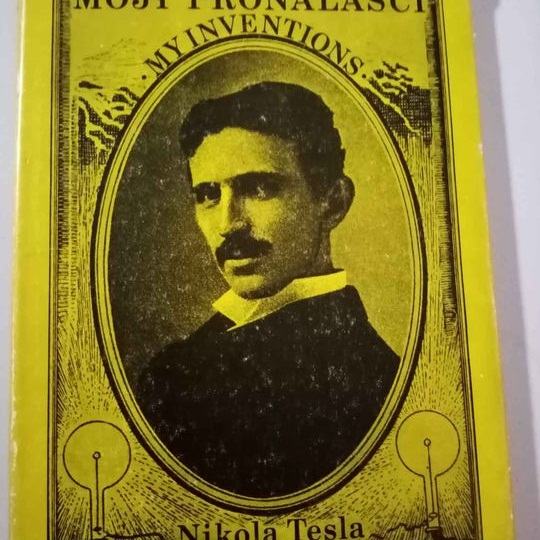 MOJI PRONALASCI
· MY INVENTIONS ·
Nikola Tesla